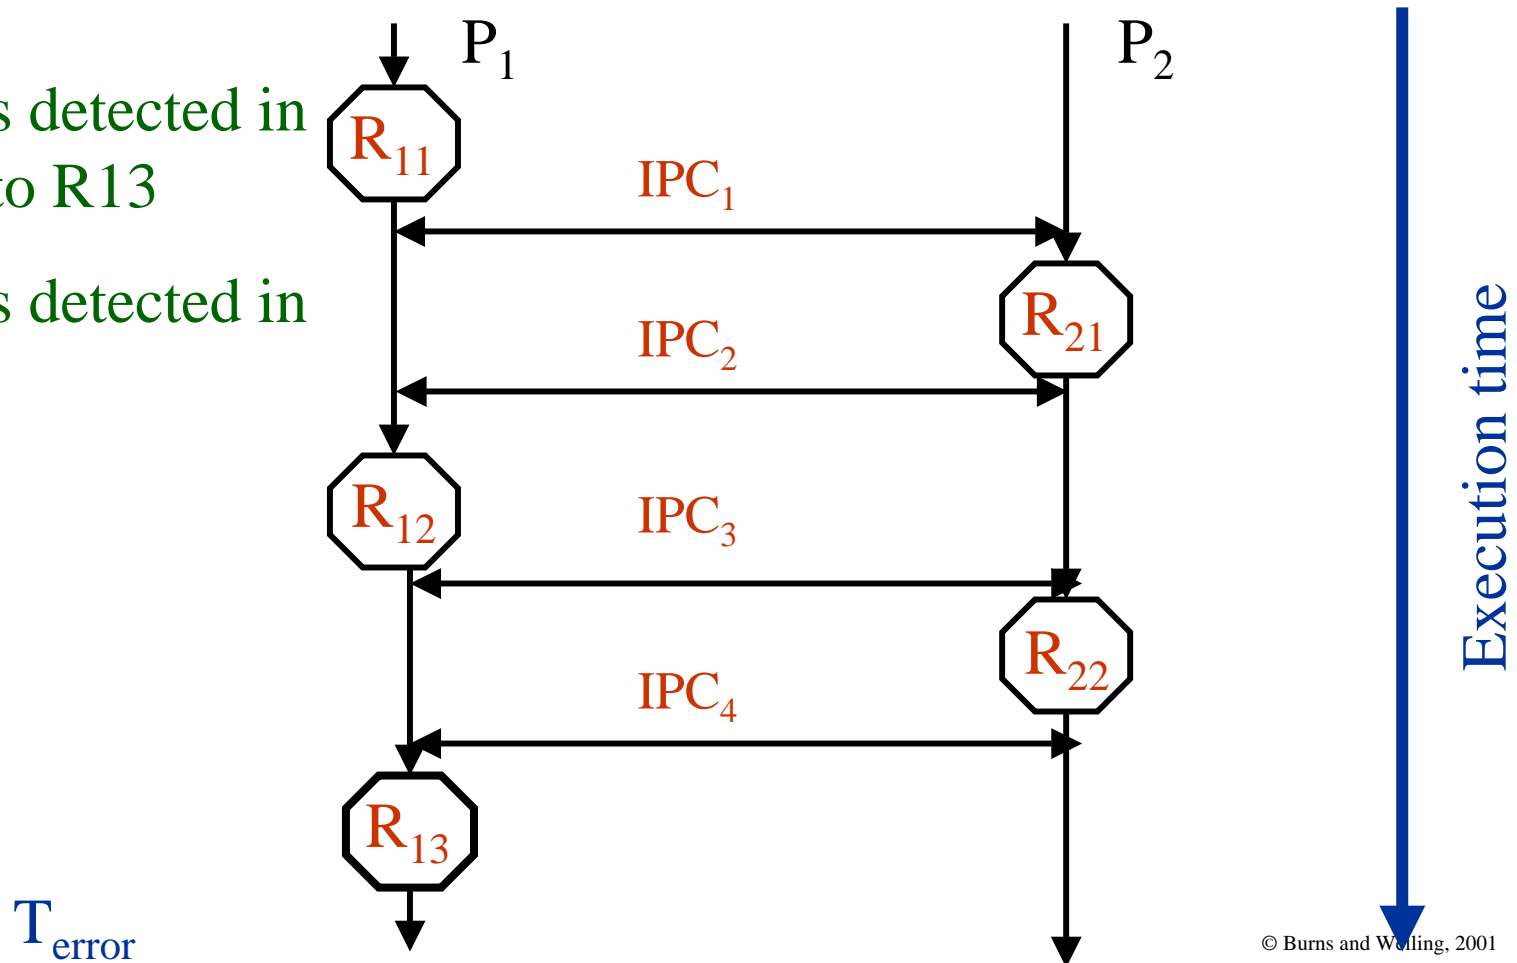 P1
P2
s detected in
to R13
R11
IPC1
s detected in
R21
IPC2
R12
IPC3
R22
IPC4
R13
Execution time
Terror
© Burns and Welling, 2001